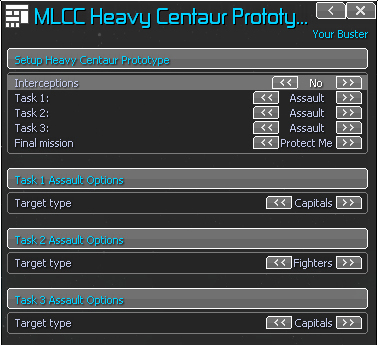 MLCC Heavy Centaur Prototy...
Your Buster
Setup Heavy Centaur Prototype
Interceptions << No >>
Task 1: << Assault >>
Task 2: << Assault >>
Task 3: << Assault >>
Final mission << Protect Me >>
Task 1 Assault Options
Target type << Capitals >>
Task 2 Assault Options
Target type << Fighters >>
Task 3 Assault Options
Target type << Capitals >>